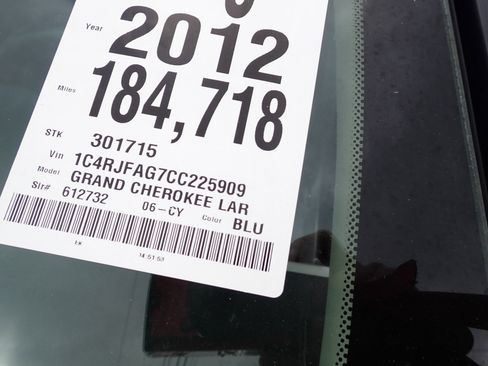 Year 2012
Miles 184,718
STK 301715
Vin 1C4RJFAG7CC225909
Model GRAND CHEROKEE LAR
Slr# 612732 06-CY Color BLU